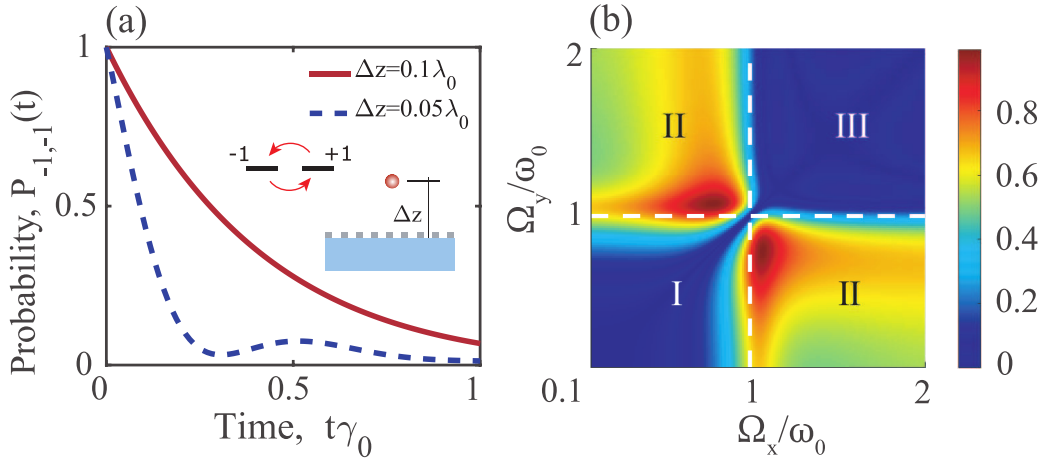 (a)
Probability, P₋₁,₋₁(t)
1
0.5
0
Δz=0.1λ₀
Δz=0.05λ₀
-1
+1
Δz
0
0.5
1
Time, tγ₀
(b)
Ωy/ω₀
2
1
0.1
II
III
I
II
1
2
Ωx/ω₀
0.8
0.6
0.4
0.2
0